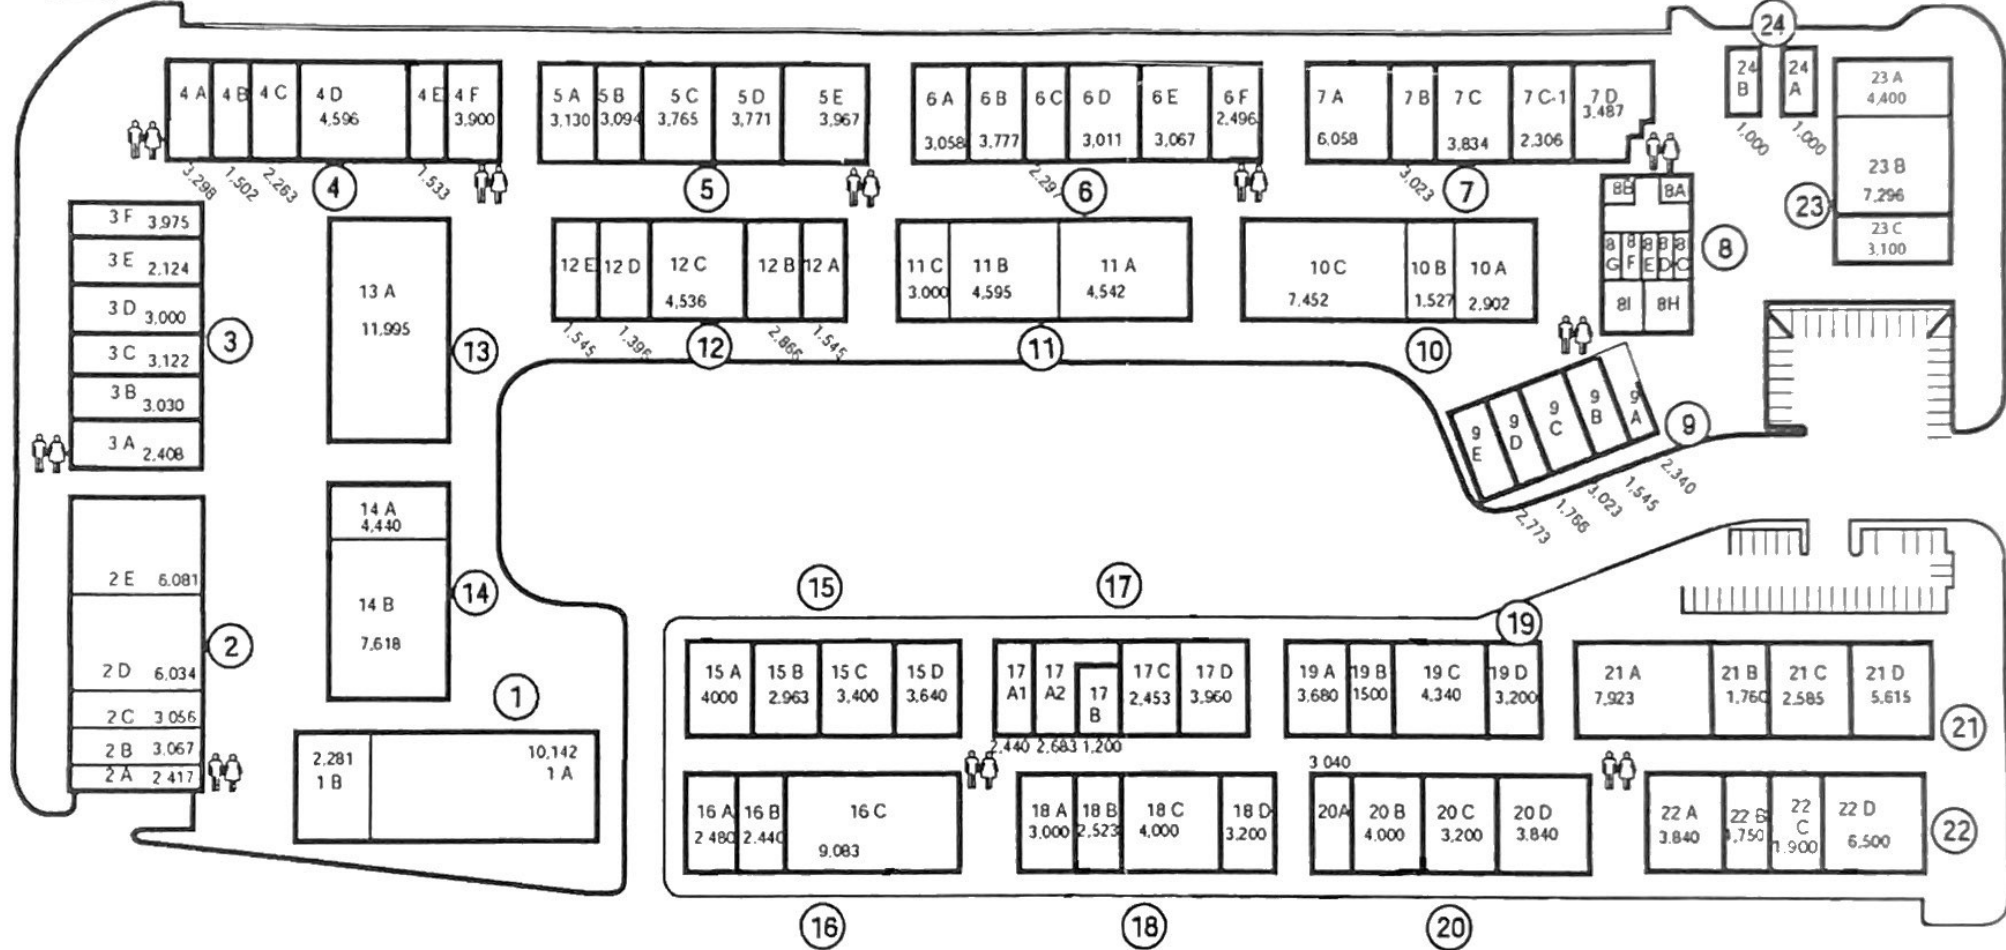 24
4 A
4 B
4 C
4 D
4,596
4 E
4 F
3,900
3,298
1,502
2,263
1,533
4
5 A
3,130
5 B
3,094
5 C
3,765
5 D
3,771
5 E
3,967
5
6 A
3,058
6 B
3,777
6 C
6 D
3,011
6 E
3,067
6 F
2,496
2,297
6
7 A
6,058
7 B
7 C
3,834
7 C-1
2,306
7 D
3,487
3,023
7
24
B
24
A
1,000
1,000
23 A
4,400
23 B
7,296
23 C
3,100
23
8B
8A
8
G
8
F
8
E
8
D
8
C
8I
8H
8
3 F 3,975
3 E 2,124
3 D 3,000
3 C 3,122
3 B 3.030
3 A 2,408
3
13 A
11,995
13
12 E
12 D
12 C
4,536
12 B
12 A
1,545
1,396
2,866
1,545
12
11 C
3.000
11 B
4,595
11 A
4,542
11
10 C
7,452
10 B
1,527
10 A
2,902
10
9
E
9
D
9
C
9
B
9
A
9
2,773
1,766
3,023
1,545
2,340
2 E 6.081
2 D 6,034
2 C 3,056
2 B 3,067
2 A 2 417
2
14 A
4,440
14 B
7,618
14
1
2,281
1 B
10,142
1 A
15
15 A
4000
15 B
2.963
15 C
3,400
15 D
3,640
17
17
A1
17
A2
17
B
17 C
2,453
17 D
3,960
2,440 2,683 1,200
19
19 A
3,680
19 B
1500
19 C
4,340
19 D
3,200
21 A
7,923
21 B
1,760
21 C
2,585
21 D
5,615
21
16 A
2 480
16 B
2.440
16 C
9,083
16
18 A
3,000
18 B
2,523
18 C
4,000
18 D
3,200
18
3 040
20A
20 B
4.000
20 C
3,200
20 D
3.840
20
22 A
3.840
22 B
1,750
22
C
1.900
22 D
6,500
22